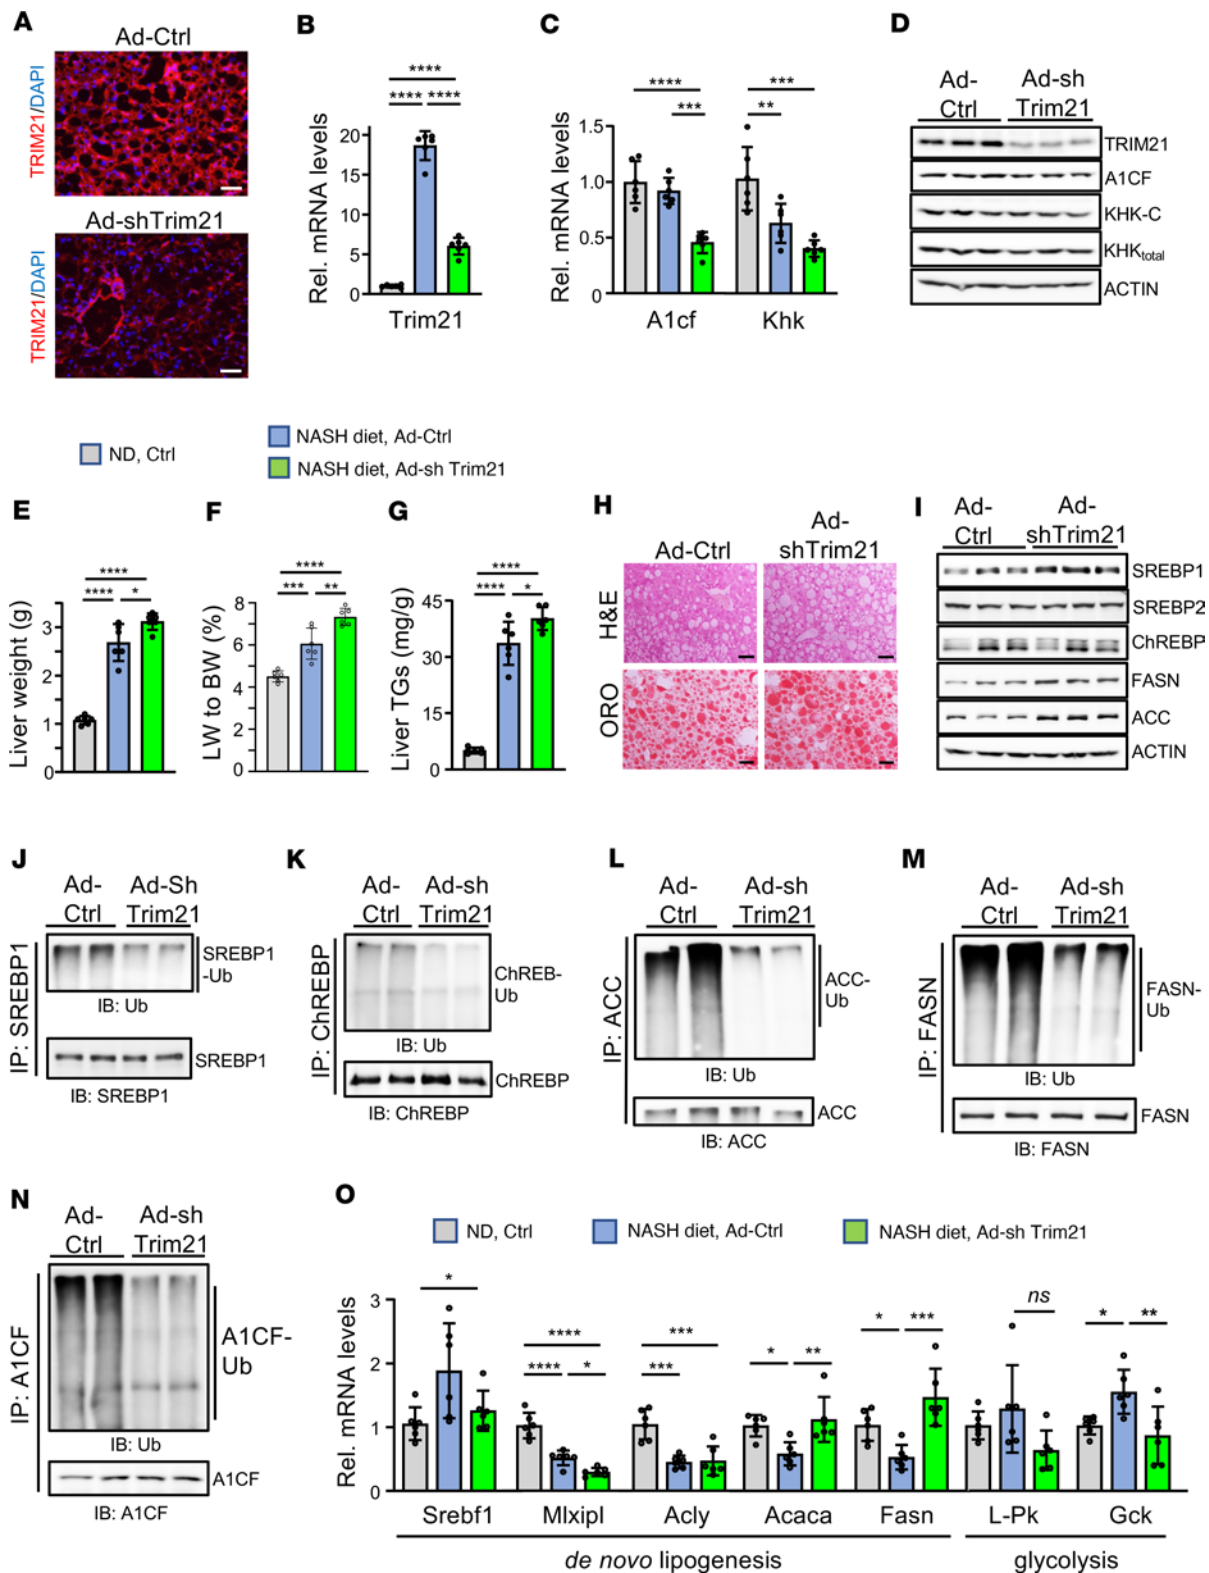 A
Ad-Ctrl
TRIM21/DAPI
Ad-shTrim21
TRIM21/DAPI
B
Rel. mRNA levels
20
15
10
5
0
****
**** ****
Trim21
C
Rel. mRNA levels
1.5
1.0
0.5
0.0
**** ***
*** **
A1cf Khk
D
Ad- Ad-sh
Ctrl Trim21
TRIM21
A1CF
KHK-C
KHKtotal
ACTIN
ND, Ctrl
NASH diet, Ad-Ctrl
NASH diet, Ad-sh Trim21
E
Liver weight (g)
3
2
1
0
****
**** *
F
LW to BW (%)
8
6
4
2
0
****
*** **
G
Liver TGs (mg/g)
45
30
15
0
****
**** *
H
Ad-
Ad-Ctrl shTrim21
H&E
ORO
I
Ad- Ad-
Ctrl shTrim21
SREBP1
SREBP2
ChREBP
FASN
ACC
ACTIN
J
Ad- Ad-Sh
Ctrl Trim21
IP: SREBP1
SREBP1
-Ub
IB: Ub
SREBP1
IB: SREBP1
K
Ad- Ad-sh
Ctrl Trim21
IP: ChREBP
ChREB-
Ub
IB: Ub
ChREBP
IB: ChREBP
L
Ad- Ad-sh
Ctrl Trim21
IP: ACC
ACC-
Ub
IB: Ub
ACC
IB: ACC
M
Ad- Ad-sh
Ctrl Trim21
IP: FASN
FASN-
Ub
IB: Ub
FASN
IB: FASN
N
Ad- Ad-sh
Ctrl Trim21
IP: A1CF
A1CF-
Ub
IB: Ub
A1CF
IB: A1CF
O
ND, Ctrl NASH diet, Ad-Ctrl NASH diet, Ad-sh Trim21
Rel. mRNA levels
3
2
1
0
* **** *** * ** * *** ns * **
**** * ***
Srebf1 Mlxipl Acly Acaca Fasn L-Pk Gck
de novo lipogenesis glycolysis